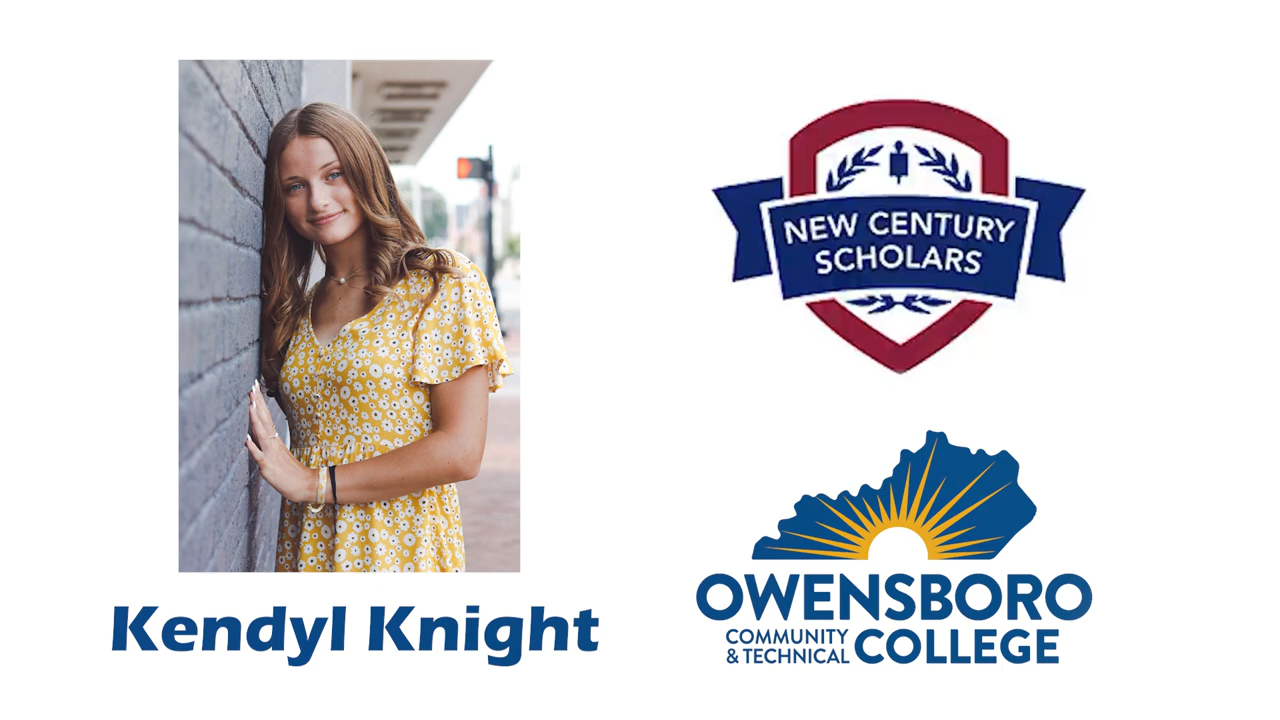 Kendyl Knight
NEW CENTURY
SCHOLARS
OWENSBORO
COMMUNITY
& TECHNICAL
COLLEGE